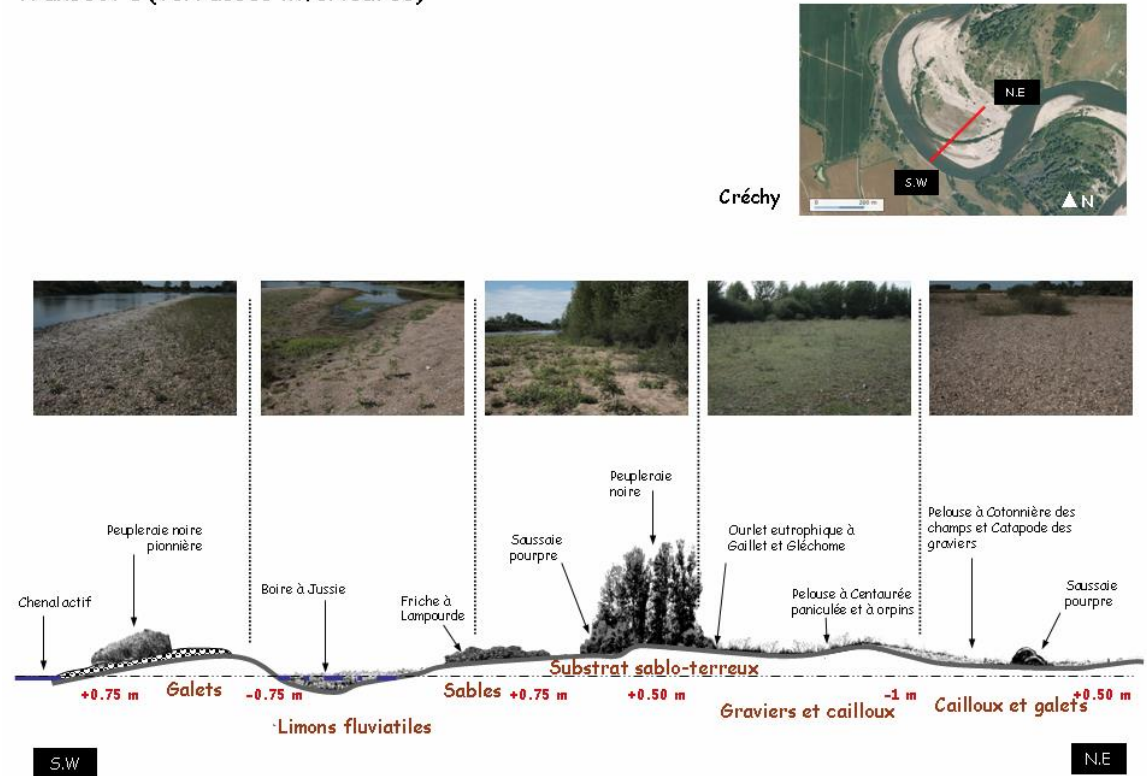 N.E
S.W
Créchy
0 200 m
N
Peupleraie
noire
Peupleraie noire
pionnière
Saussaie
pourpre
Ourlet eutrophique à
Gaillet et Gléchome
Pelouse à Cotonnière des
champs et Catapode des
graviers
Chenal actif
Boire à Jussie
Friche à
Lampourde
Pelouse à Centaurée
paniculée et à orpins
Saussaie
pourpre
Substrat sablo-terreux
+0.75 m Galets -0.75 m Sables +0.75 m +0.50 m -1 m Cailloux et galets +0.50 m
Limons fluviatiles
Graviers et cailloux
S.W
N.E